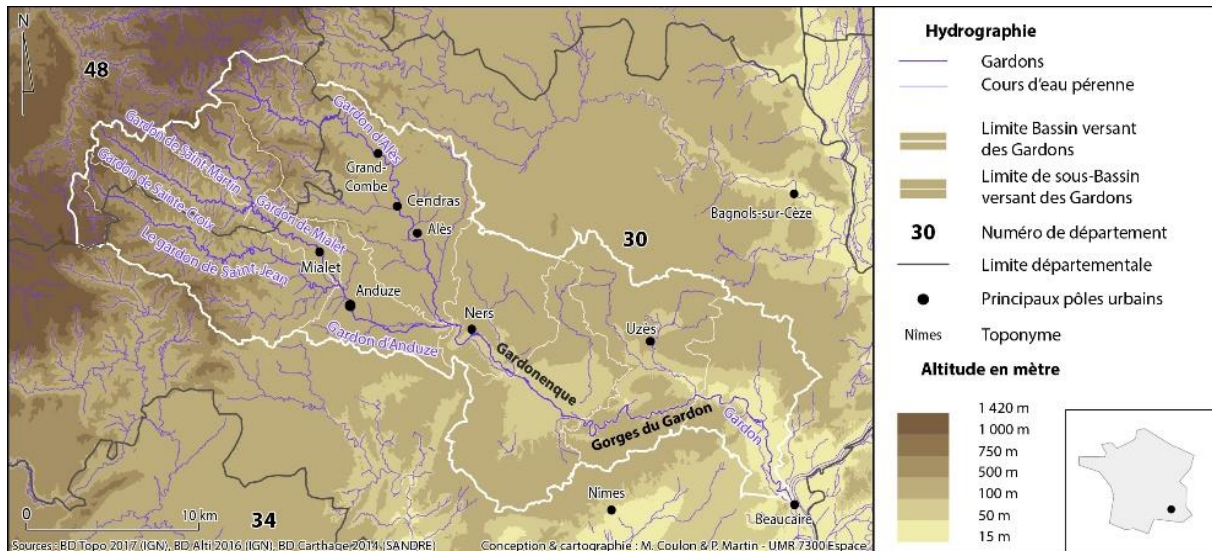 N
48
Gardon d'Alès
Gardon de Saint-Martin
Grand-
Combe
Gardon de Sainte-Croix
Cendras
Bagnols-sur-Cèze
Gardon de Mialet
Alès
30
Le gardon de Saint-Jean
Mialet
Anduze
Ners
Uzès
Gardon d'Anduze
Gardonenque
Gorges du Gardon
Gardon
Nîmes
Beaucaire
0 10 km
34
Sources : BD Topo 2017 (IGN), BD Alti 2016 (IGN), BD Carthage 2014 (SANDRE)
Conception & cartographie : M. Coulon & P. Martin - UMR 7300 Espace
Hydrographie
Gardons
Cours d'eau pérenne
Limite Bassin versant
des Gardons
Limite de sous-Bassin
versant des Gardons
30 Numéro de département
Limite départementale
Principaux pôles urbains
Nîmes Toponyme
Altitude en mètre
1 420 m
1 000 m
750 m
500 m
100 m
50 m
15 m